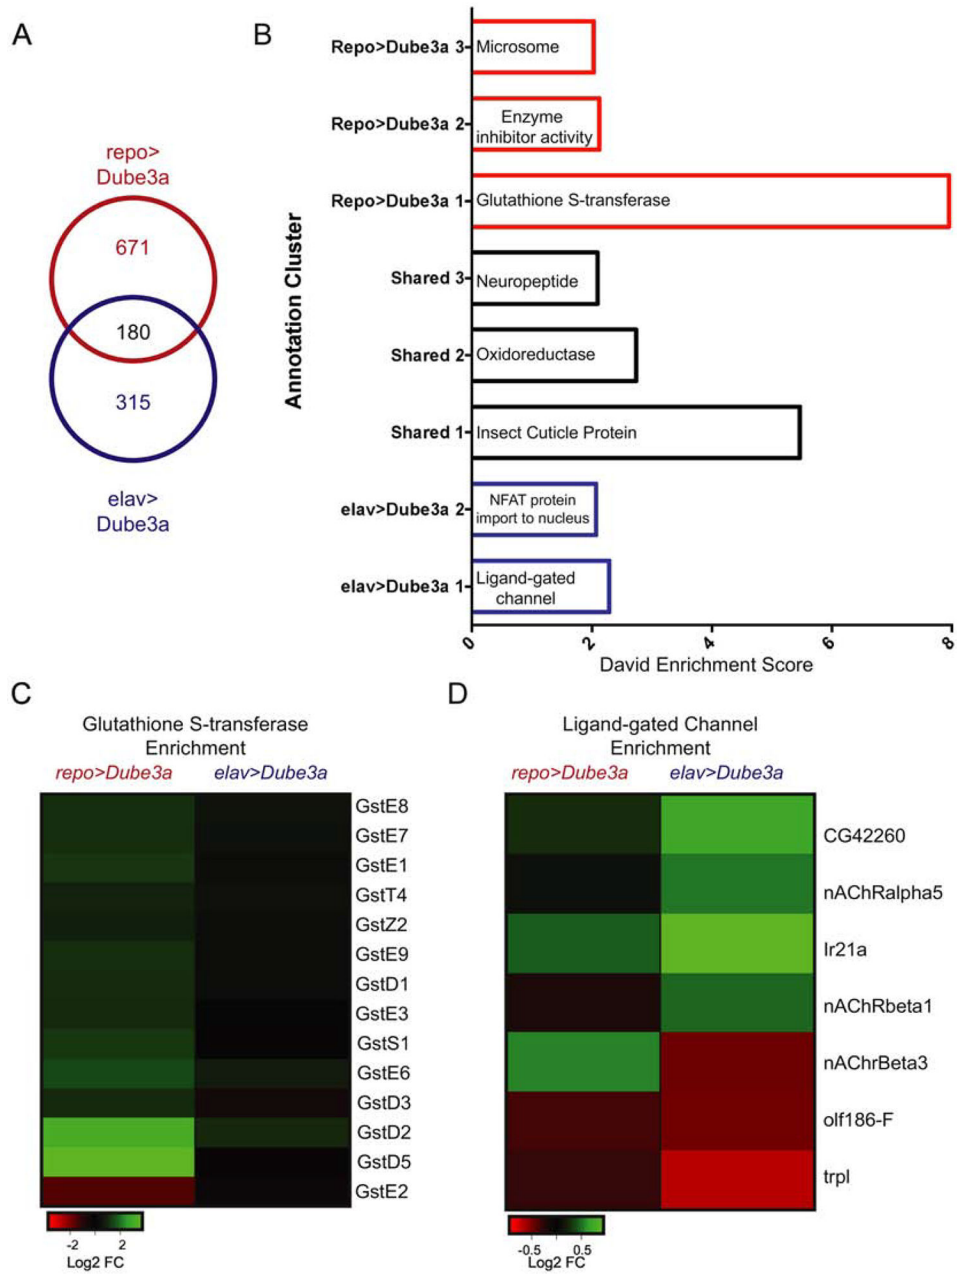 A
repo>
Dube3a
671
180
315
elav>
Dube3a
B
Annotation Cluster
Repo>Dube3a 3
Microsome
Repo>Dube3a 2
Enzyme
inhibitor activity
Repo>Dube3a 1
Glutathione S-transferase
Shared 3
Neuropeptide
Shared 2
Oxidoreductase
Shared 1
Insect Cuticle Protein
elav>Dube3a 2
NFAT protein
import to nucleus
elav>Dube3a 1
Ligand-gated
channel
0 2 4 6 8
David Enrichment Score
C
Glutathione S-transferase
Enrichment
repo>Dube3a elav>Dube3a
GstE8
GstE7
GstE1
GstT4
GstZ2
GstE9
GstD1
GstE3
GstS1
GstE6
GstD3
GstD2
GstD5
GstE2
-2 2
Log2 FC
D
Ligand-gated Channel
Enrichment
repo>Dube3a elav>Dube3a
CG42260
nAChRalpha5
Ir21a
nAChRbeta1
nAChrBeta3
olf186-F
trpl
-0.5 0.5
Log2 FC